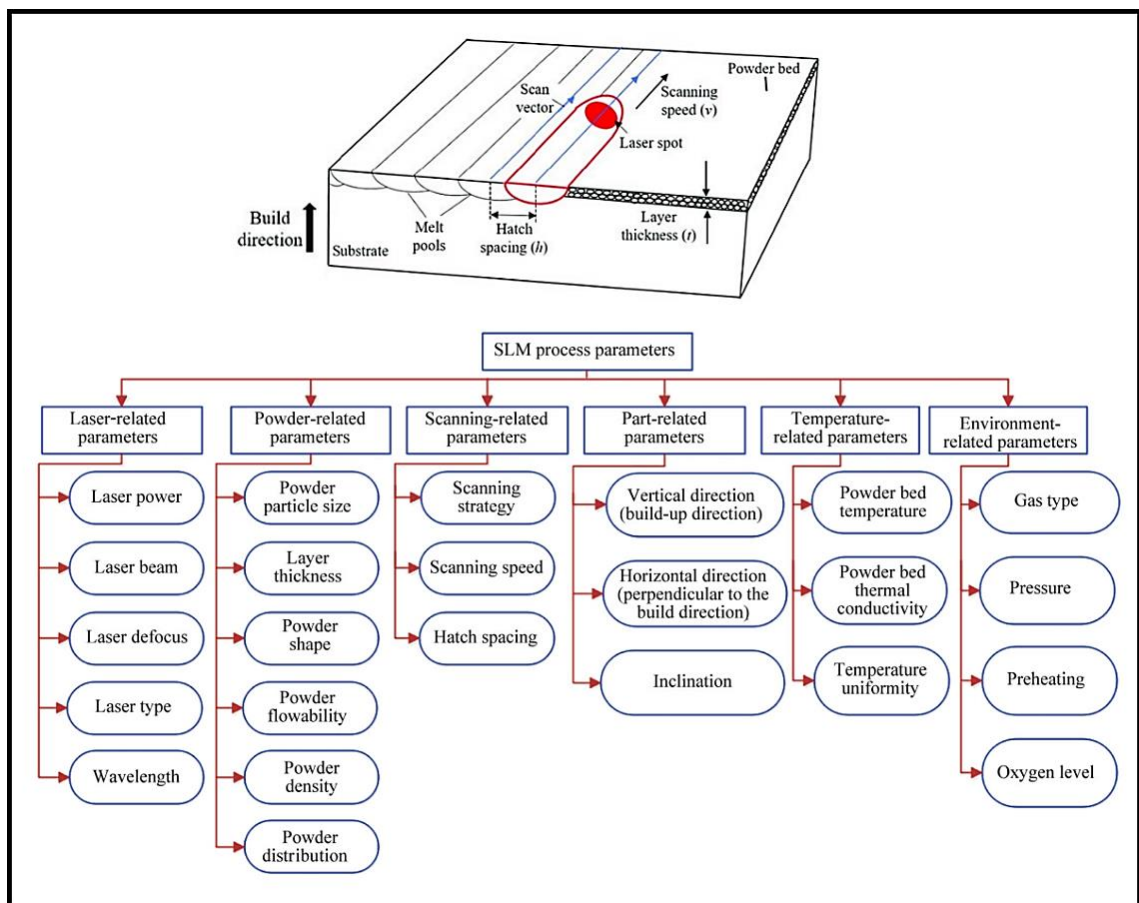 Powder bed
Scan
vector
Scanning
speed (v)
Laser spot
Build
direction
Melt
pools
Hatch
spacing (h)
Layer
thickness (t)
Substrate
SLM process parameters
Laser-related
parameters
Powder-related
parameters
Scanning-related
parameters
Part-related
parameters
Temperature-
related parameters
Environment-
related parameters
Laser power
Laser beam
Laser defocus
Laser type
Wavelength
Powder
particle size
Layer
thickness
Powder
shape
Powder
flowability
Powder
density
Powder
distribution
Scanning
strategy
Scanning speed
Hatch spacing
Vertical direction
(build-up direction)
Horizontal direction
(perpendicular to the
build direction)
Inclination
Powder bed
temperature
Powder bed
thermal
conductivity
Temperature
uniformity
Gas type
Pressure
Preheating
Oxygen level